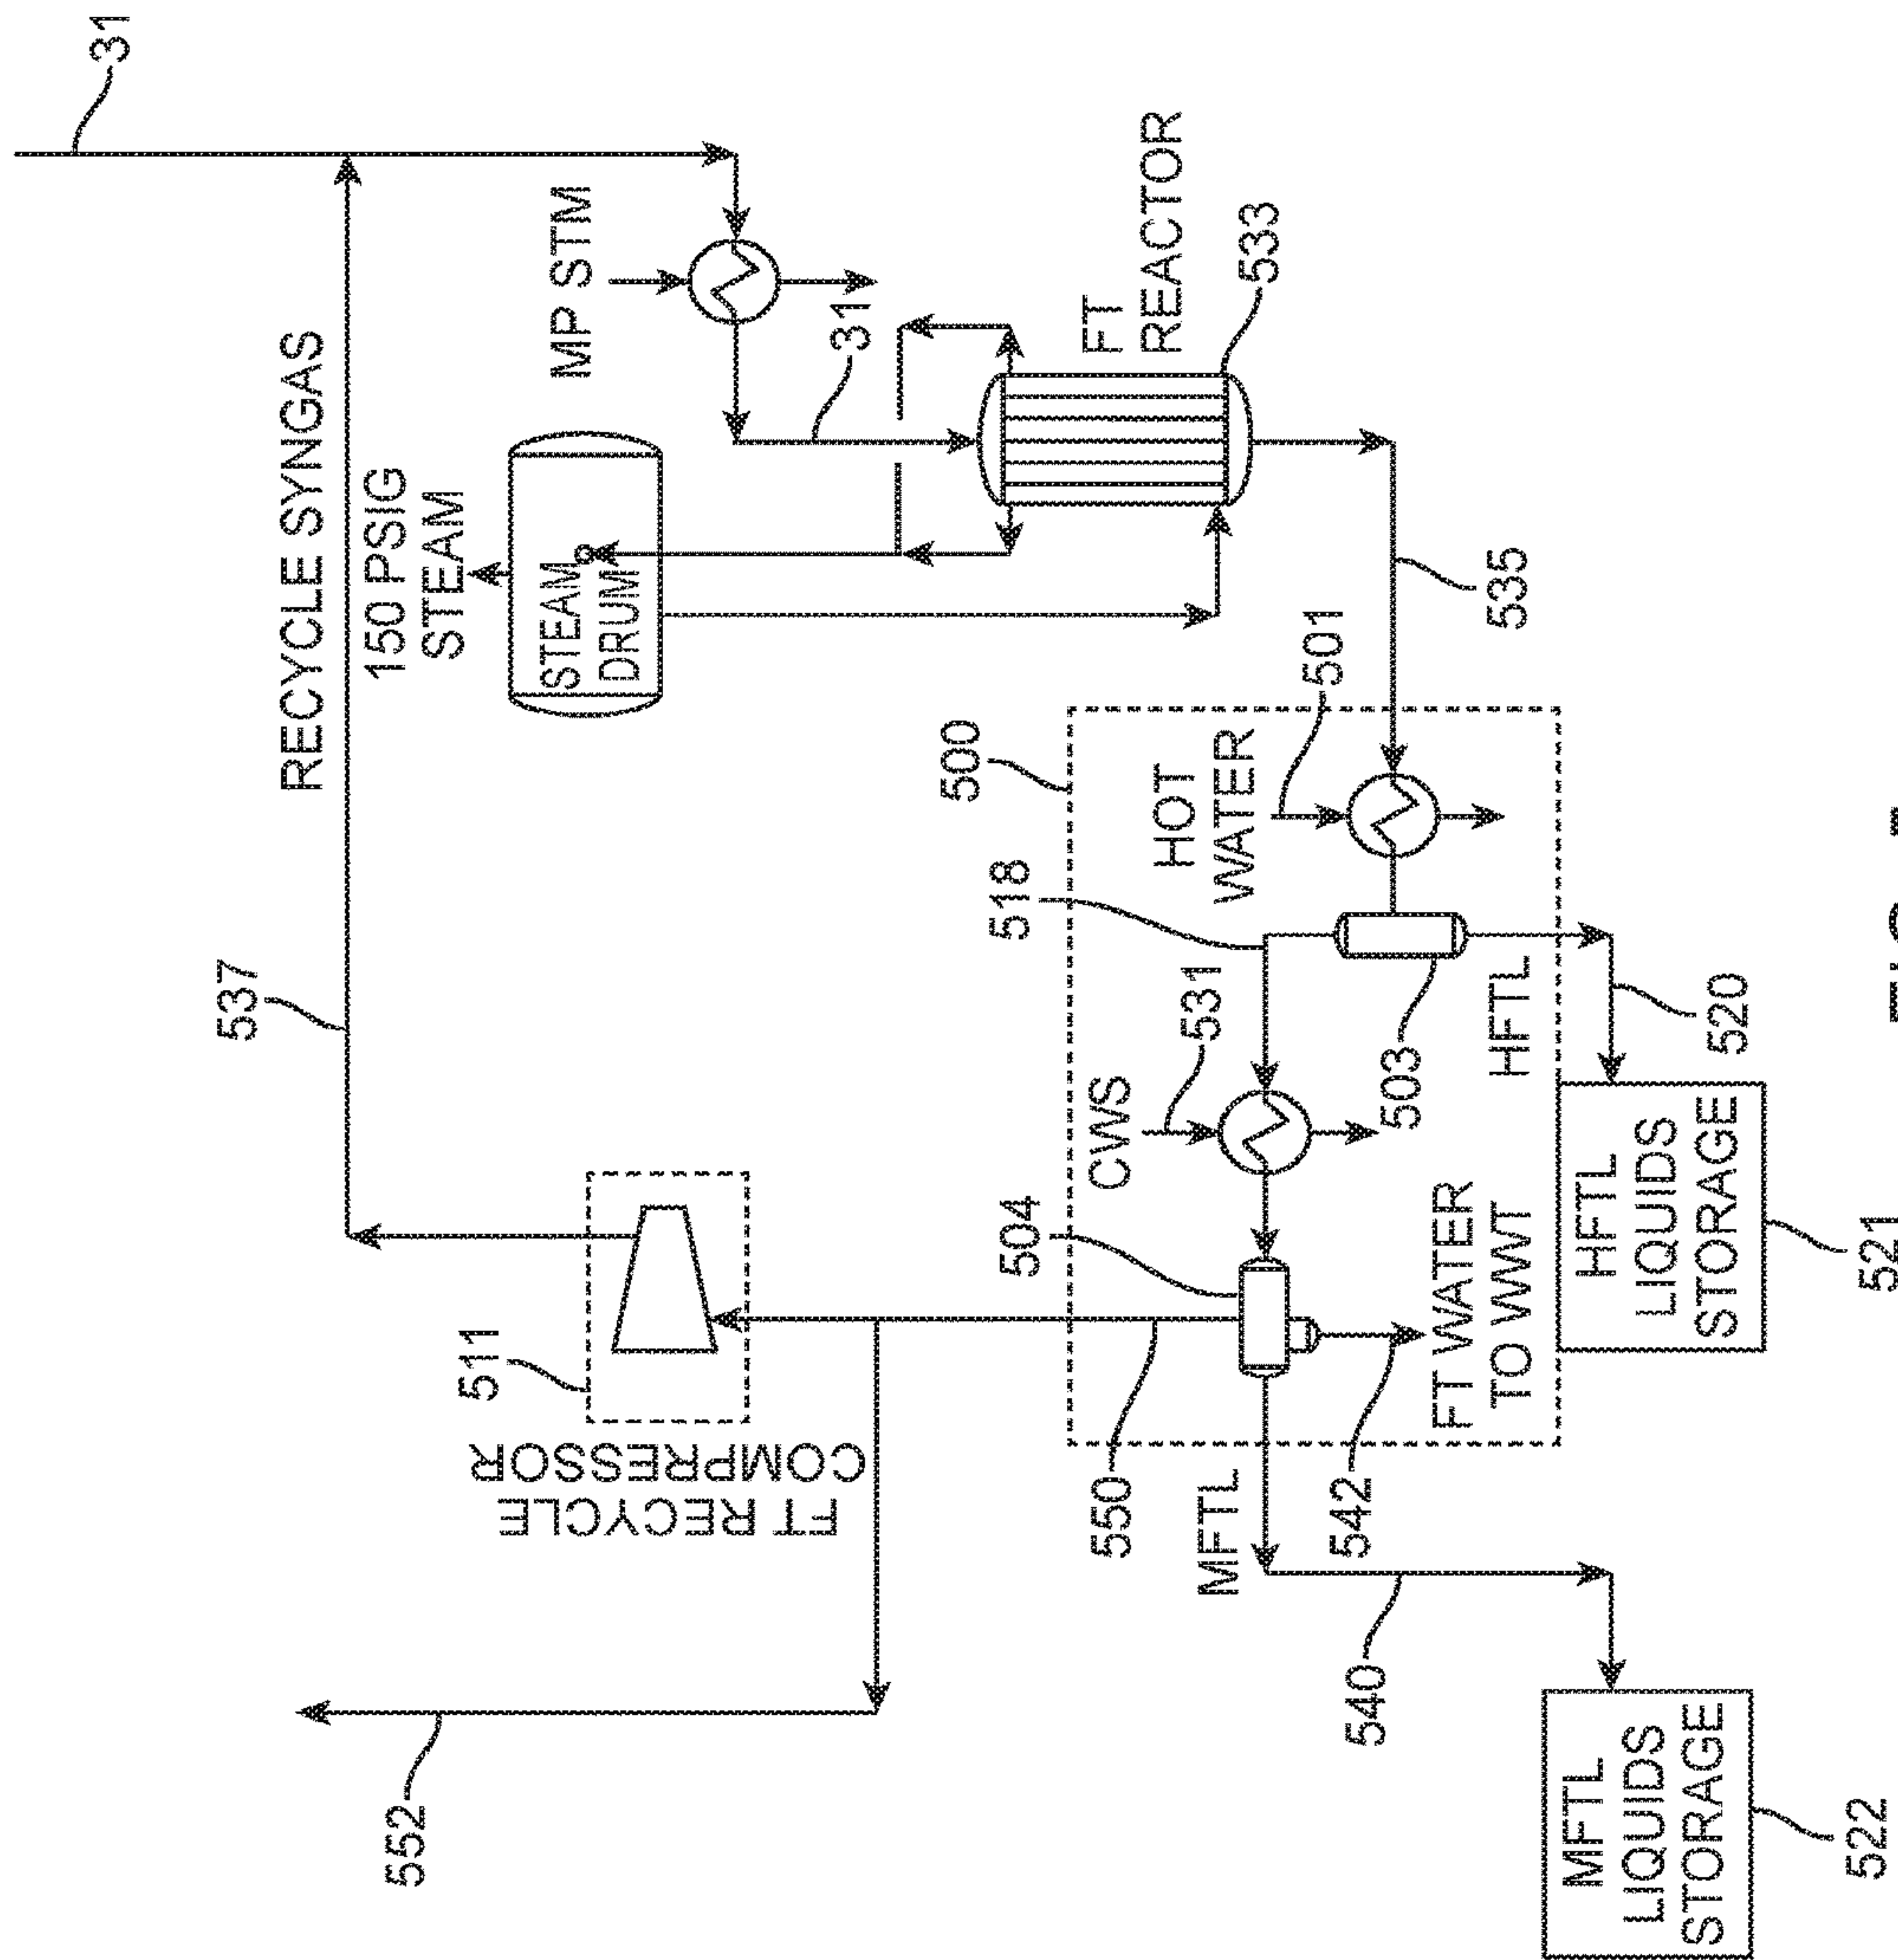 31
537
RECYCLE SYNGAS
552
511
FT RECYCLE
COMPRESSOR
150 PSIG
STEAM
MP STM
STEAM
DRUM
31
FT
REACTOR
533
500
518
504
CWS
531
HOT
WATER
501
550
MFTL
542
FT WATER
TO WWT
503
HFTL
535
540
520
MFTL
LIQUIDS
STORAGE
522
HFTL
LIQUIDS
STORAGE
521